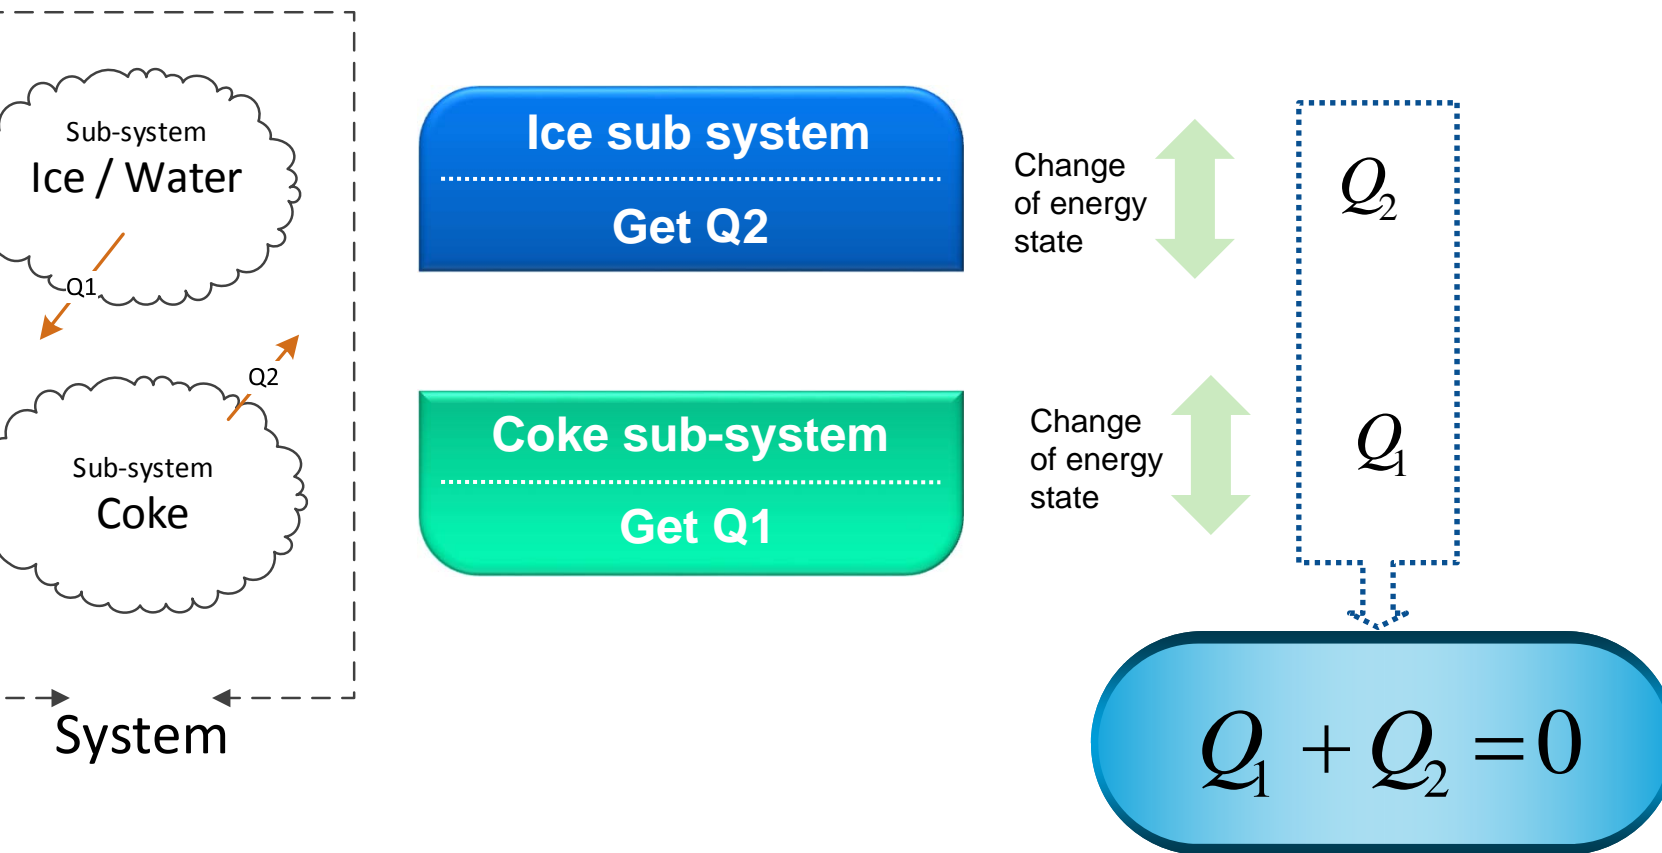 Sub-system
Ice / Water
Q1
Q2
Sub-system
Coke
System
Ice sub system
Get Q2
Coke sub-system
Get Q1
Change
of energy
state
Change
of energy
state
Q₂
Q₁
Q₁ + Q₂ = 0